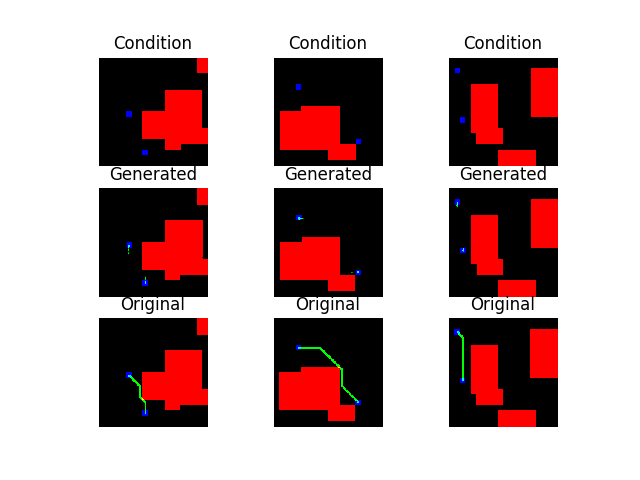 Condition Condition Condition
Generated Generated Generated
Original Original Original